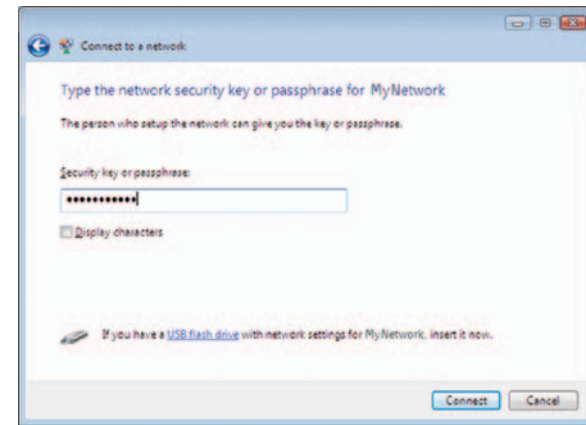 Connect to a network
Type the network security key or passphrase for MyNetwork
The person who setup the network can give you the key or passphrase.
Security key or passphrase:
•••••••••••
Display characters
If you have a USB flash drive with network settings for MyNetwork, insert it now.
Connect Cancel